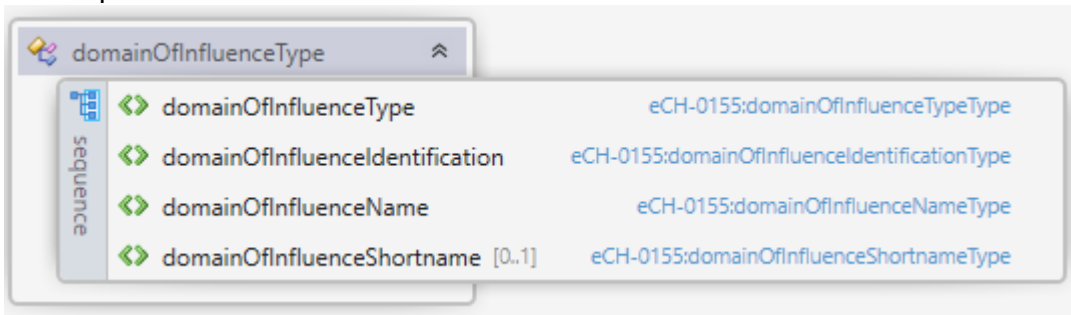 domainOfInfluenceType
domainOfInfluenceType eCH-0155:domainOfInfluenceTypeType
domainOfInfluenceIdentification eCH-0155:domainOfInfluenceIdentificationType
domainOfInfluenceName eCH-0155:domainOfInfluenceNameType
domainOfInfluenceShortname [0..1] eCH-0155:domainOfInfluenceShortnameType
sequence